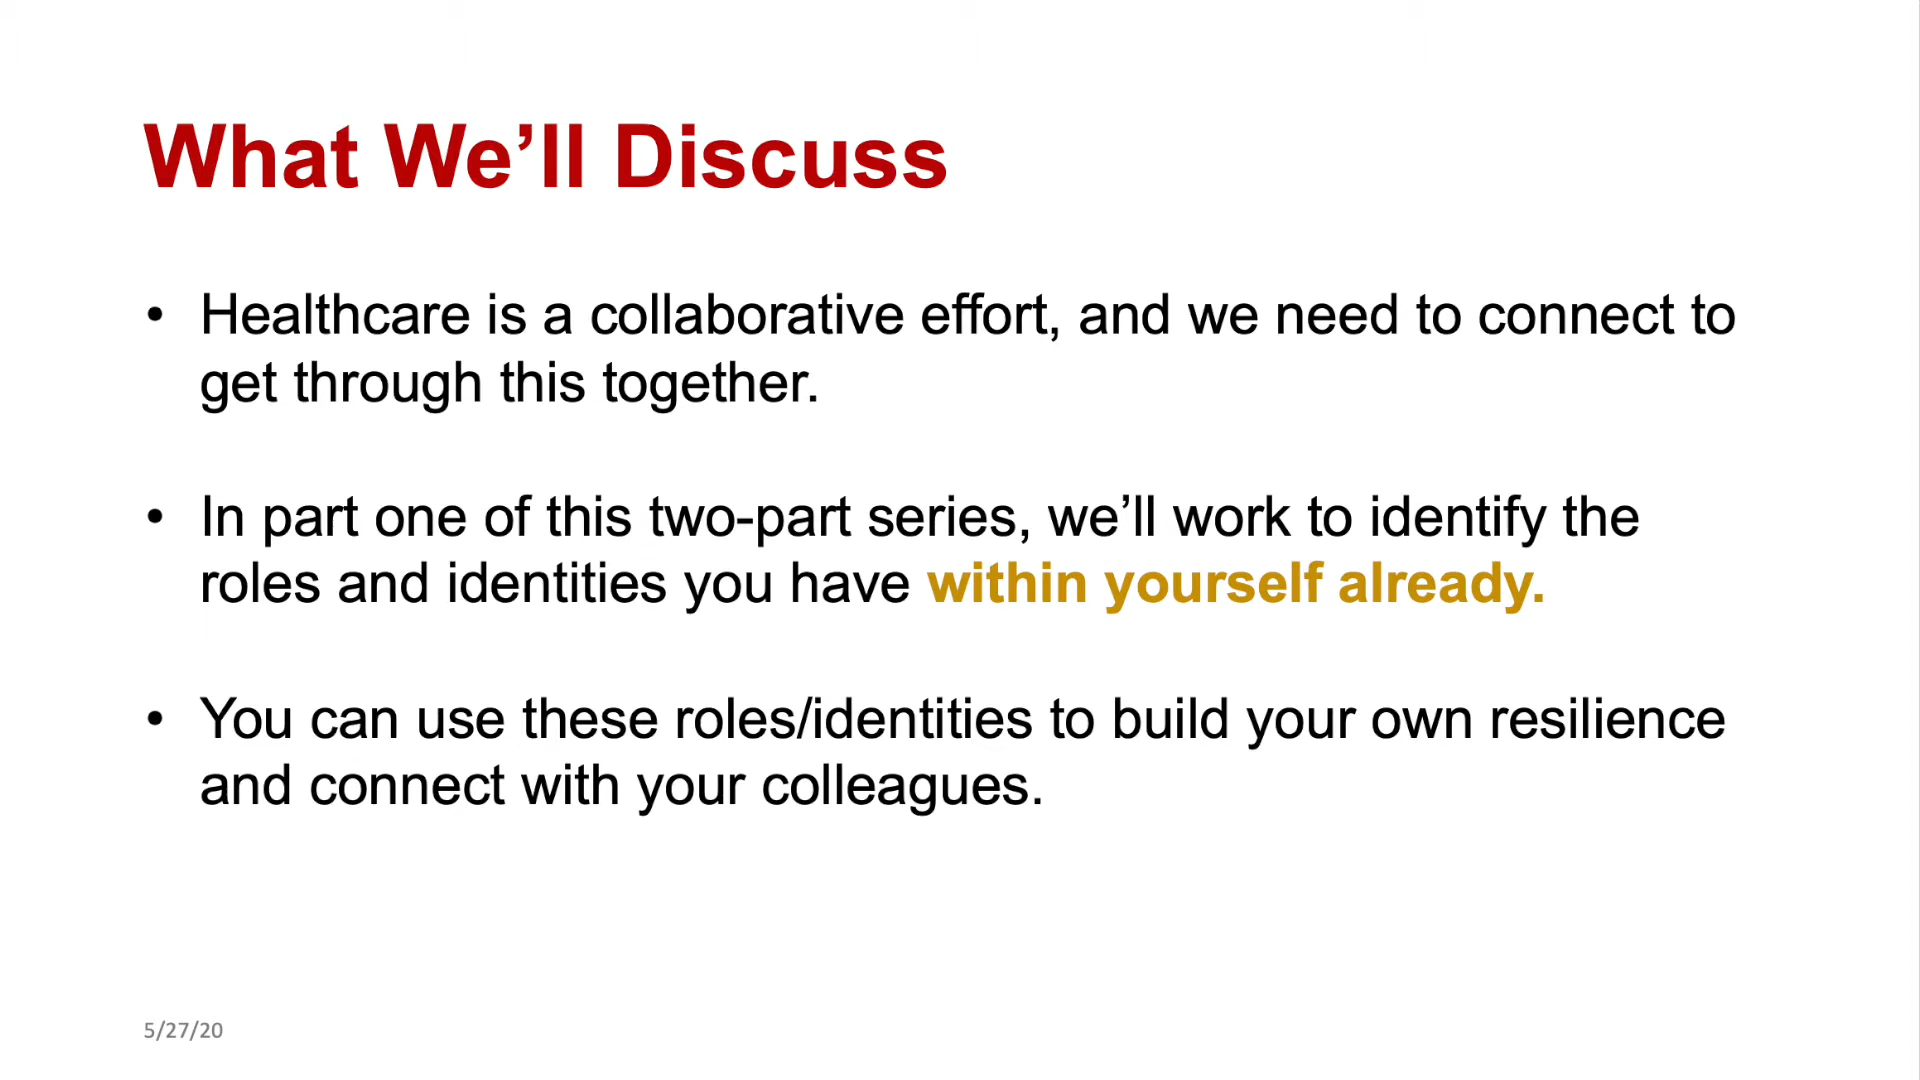 What We’ll Discuss
• Healthcare is a collaborative effort, and we need to connect to
get through this together.
• In part one of this two-part series, we’ll work to identify the
roles and identities you have within yourself already.
• You can use these roles/identities to build your own resilience
and connect with your colleagues.
5/27/20